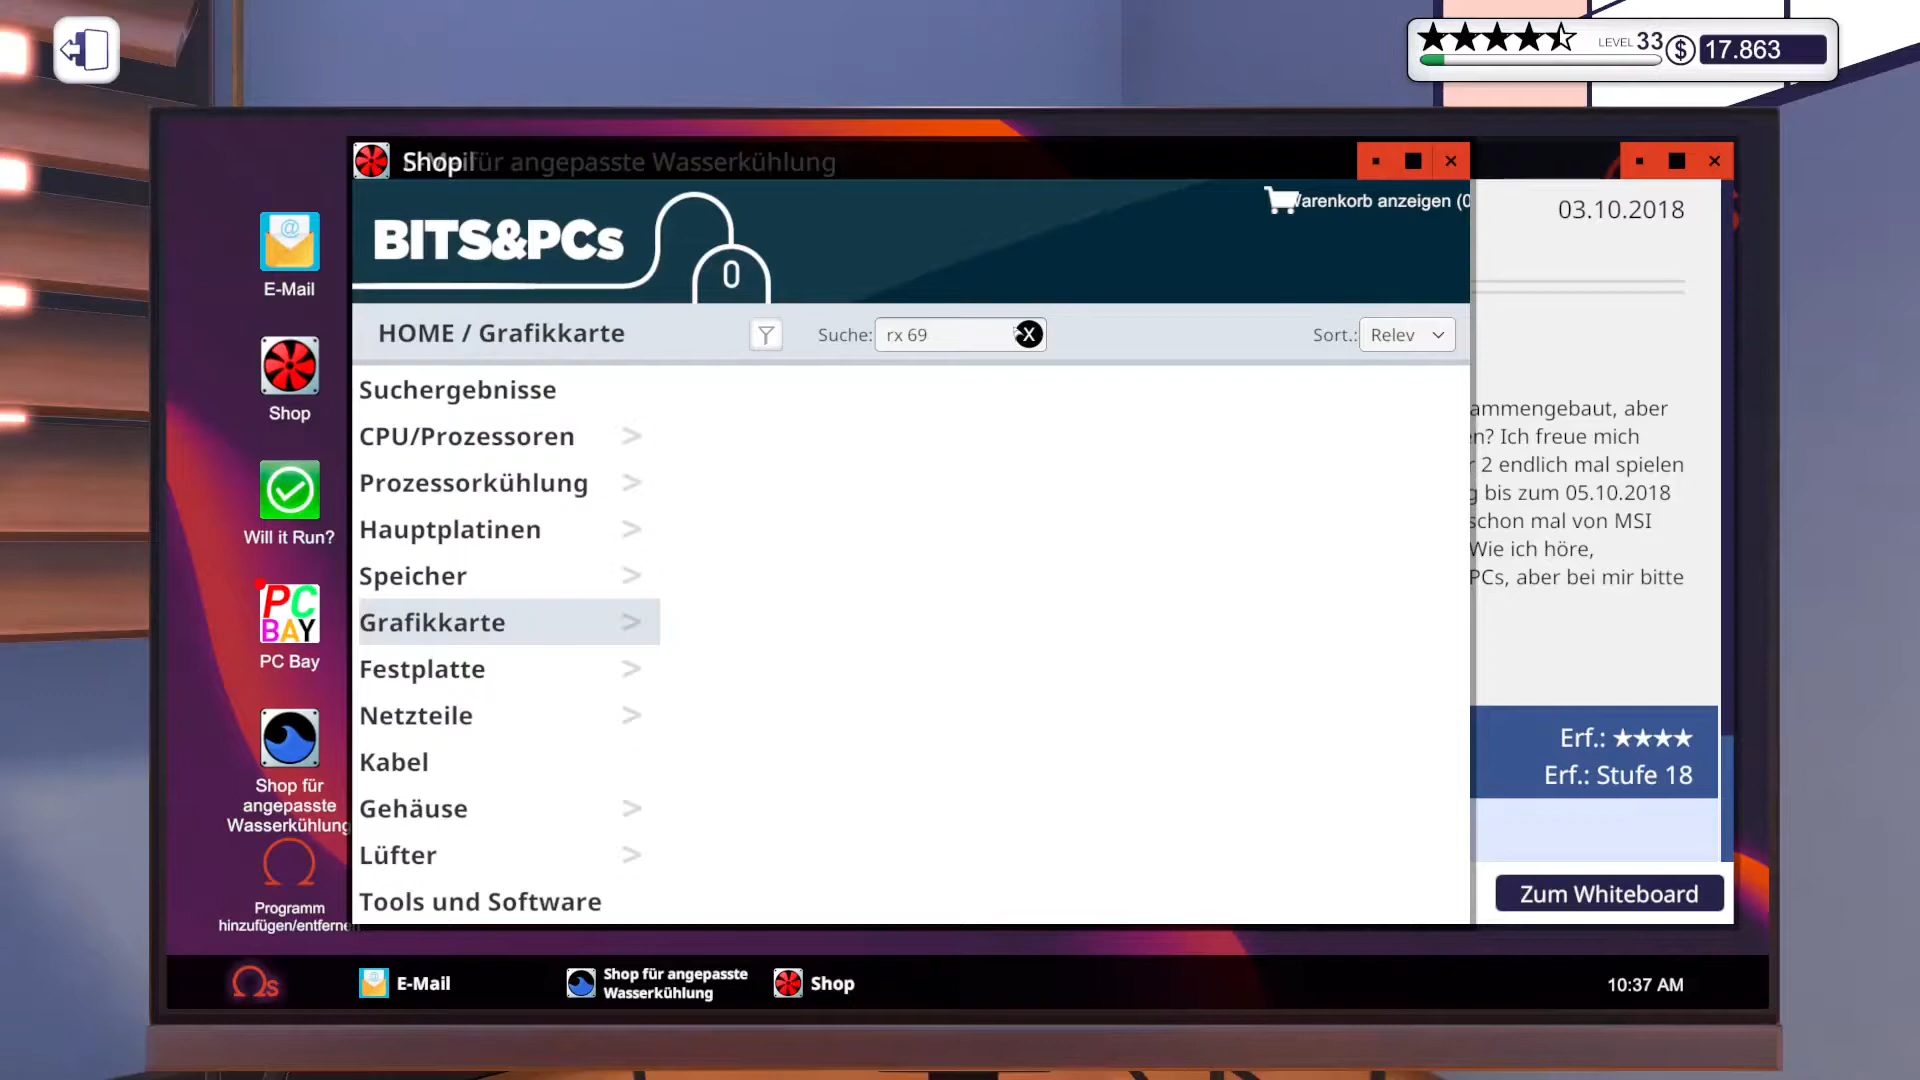 LEVEL 33 $ 17.863
Shop
E-Mail für angepasste Wasserkühlung
Warenkorb anzeigen (0
BITS&PCs
HOME / Grafikkarte
Suche: rx 69 X
Sort.: Relev
Suchergebnisse
CPU/Prozessoren >
Prozessorkühlung >
Hauptplatinen >
Speicher >
Grafikkarte >
Festplatte >
Netzteile >
Kabel
Gehäuse >
Lüfter >
Tools und Software
03.10.2018
ammengebaut, aber
n? Ich freue mich
r 2 endlich mal spielen
g bis zum 05.10.2018
schon mal von MSI
Wie ich höre,
PCs, aber bei mir bitte
Erf.: ★★★★
Erf.: Stufe 18
Zum Whiteboard
E-Mail
Shop
Will it Run?
PC
BAY
PC Bay
Shop für
angepasste
Wasserkühlung
Programm
hinzufügen/entferne
Ωs
E-Mail
Shop für angepasste
Wasserkühlung
Shop
10:37 AM